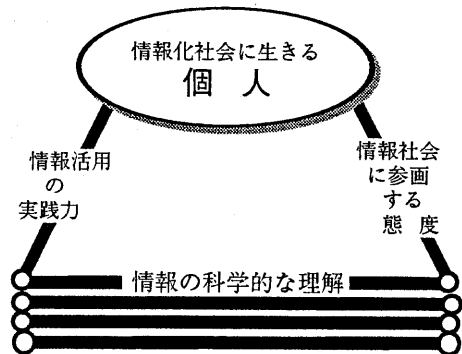 情報化社会に生きる
個 人
情報活用
の
実践力
情報社会
に参画
する
態 度
情報の科学的な理解